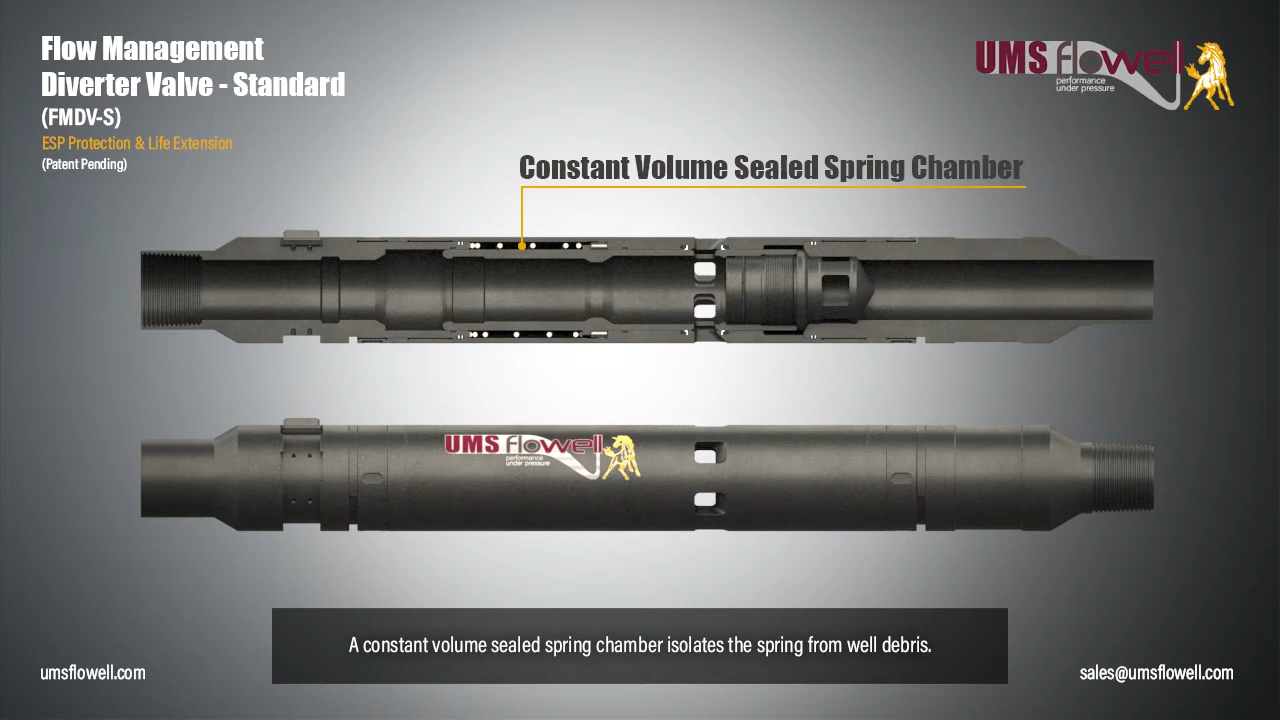 Flow Management
Diverter Valve - Standard
(FMDV-S)
ESP Protection & Life Extension
(Patent Pending)
UMS flowell
performance
under pressure
Constant Volume Sealed Spring Chamber
UMS flowell
performance
under pressure
A constant volume sealed spring chamber isolates the spring from well debris.
umsflowell.com
sales@umsflowell.com